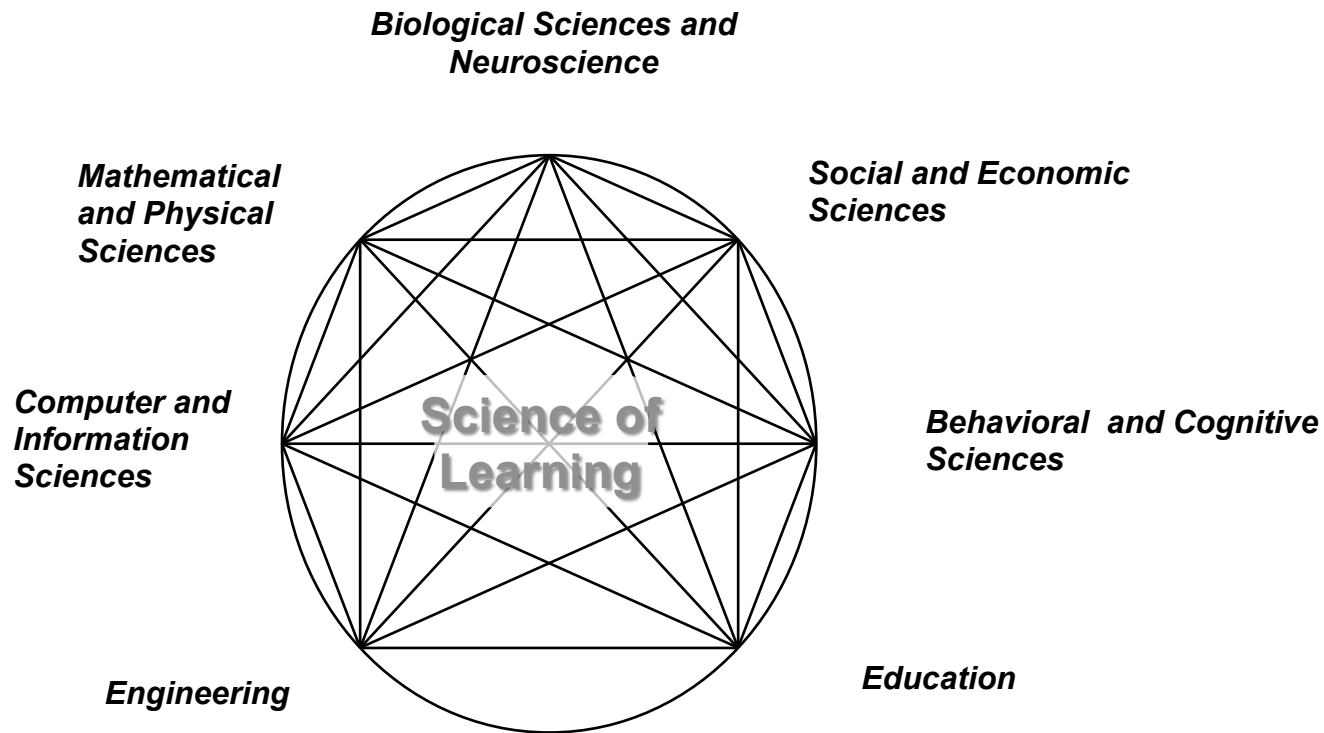 Biological Sciences and
Neuroscience
Mathematical
and Physical
Sciences
Social and Economic
Sciences
Computer and
Information
Sciences
Science of
Learning
Behavioral  and Cognitive
Sciences
Engineering
Education